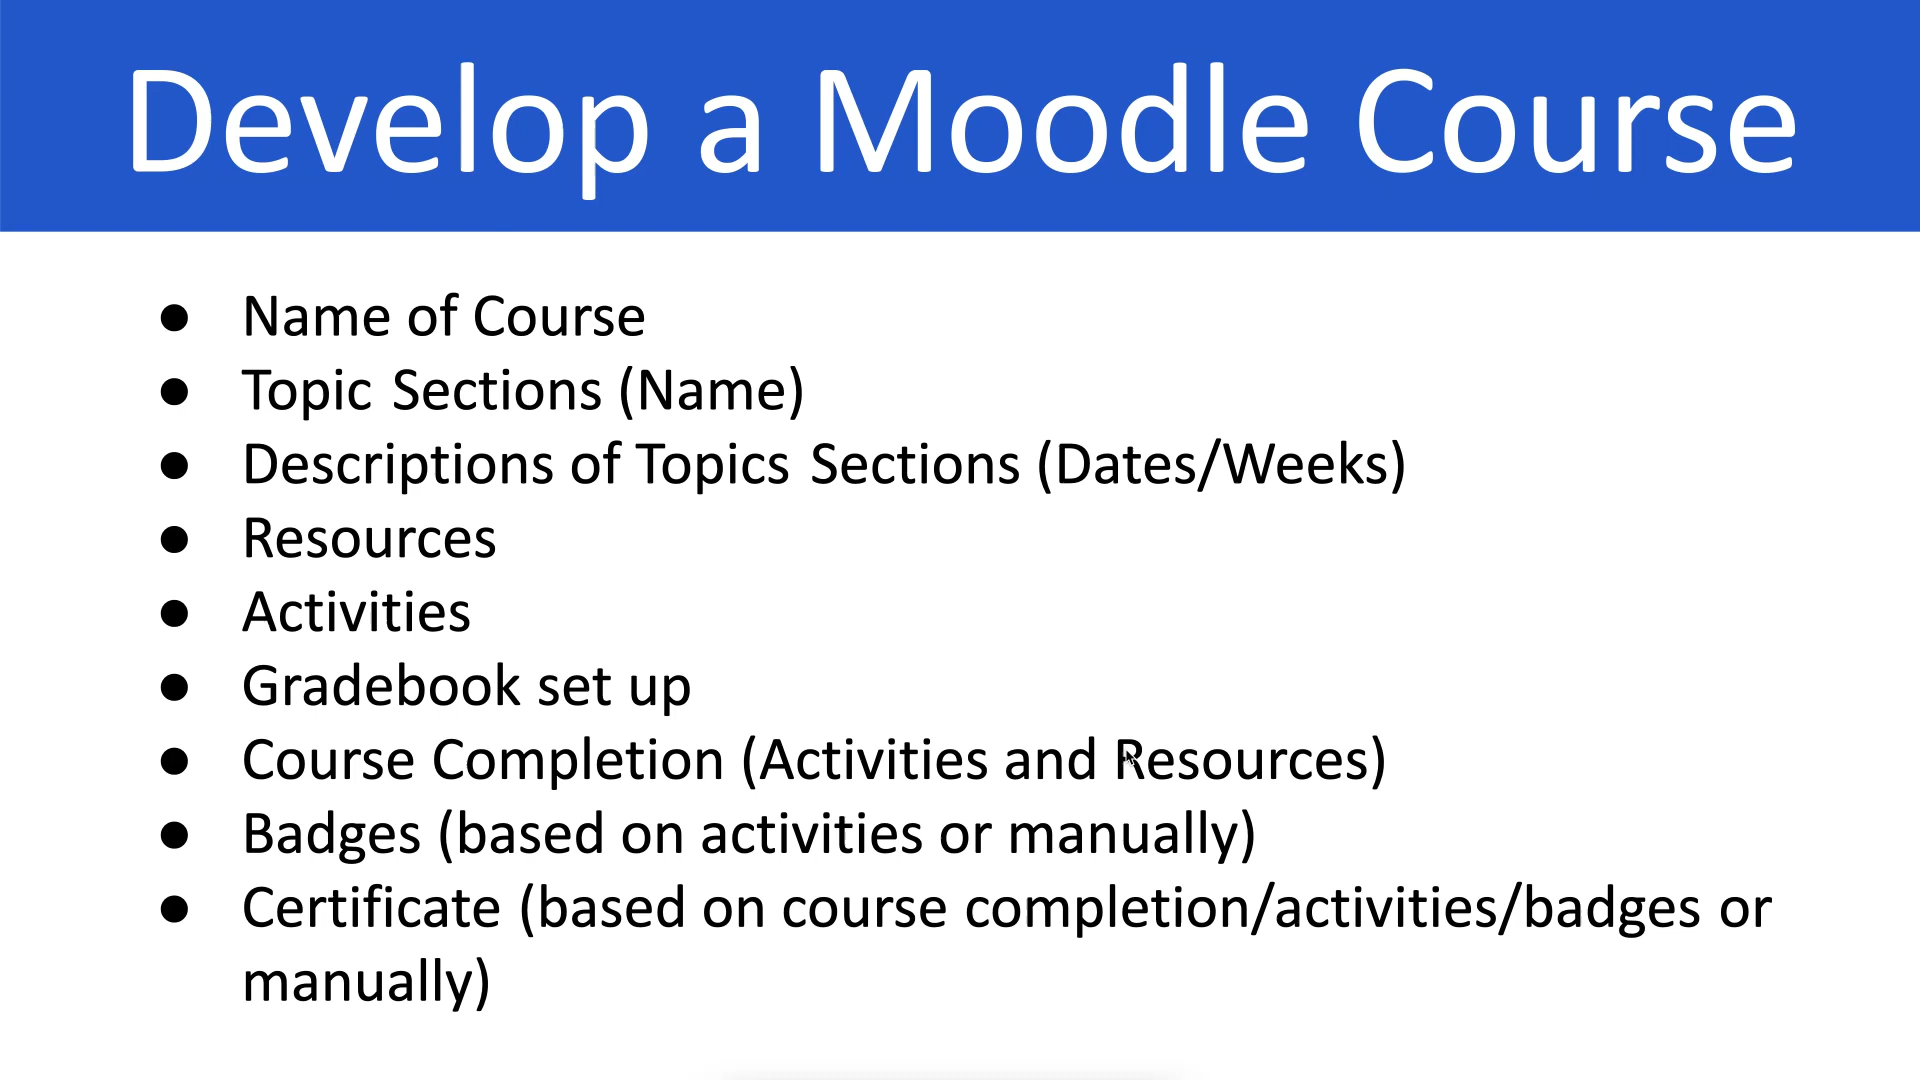 Develop a Moodle Course
● Name of Course
● Topic Sections (Name)
● Descriptions of Topics Sections (Dates/Weeks)
● Resources
● Activities
● Gradebook set up
● Course Completion (Activities and Resources)
● Badges (based on activities or manually)
● Certificate (based on course completion/activities/badges or
manually)